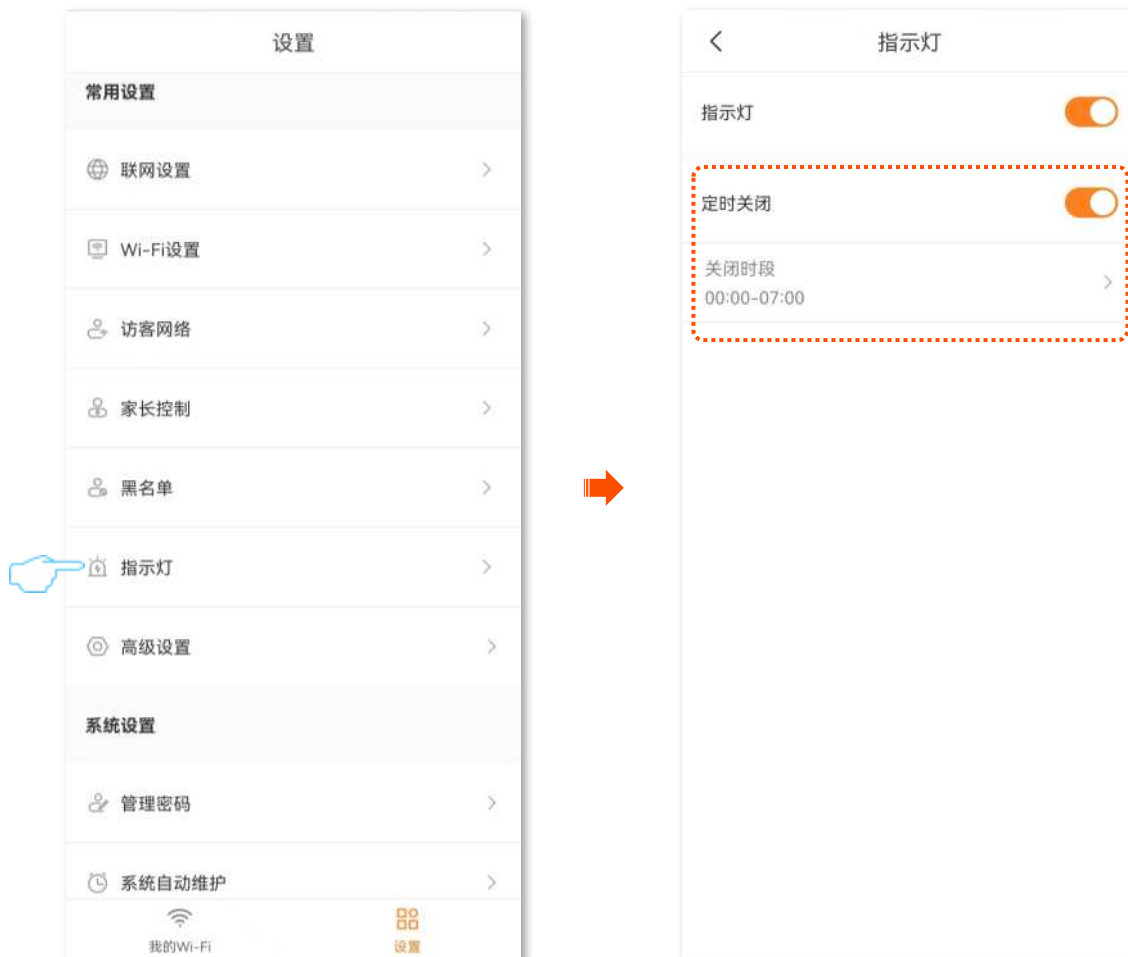 设置
常用设置
联网设置
Wi-Fi设置
访客网络
家长控制
黑名单
指示灯
高级设置
系统设置
管理密码
系统自动维护
我的Wi-Fi
设置
指示灯
指示灯
定时关闭
关闭时段
00:00-07:00